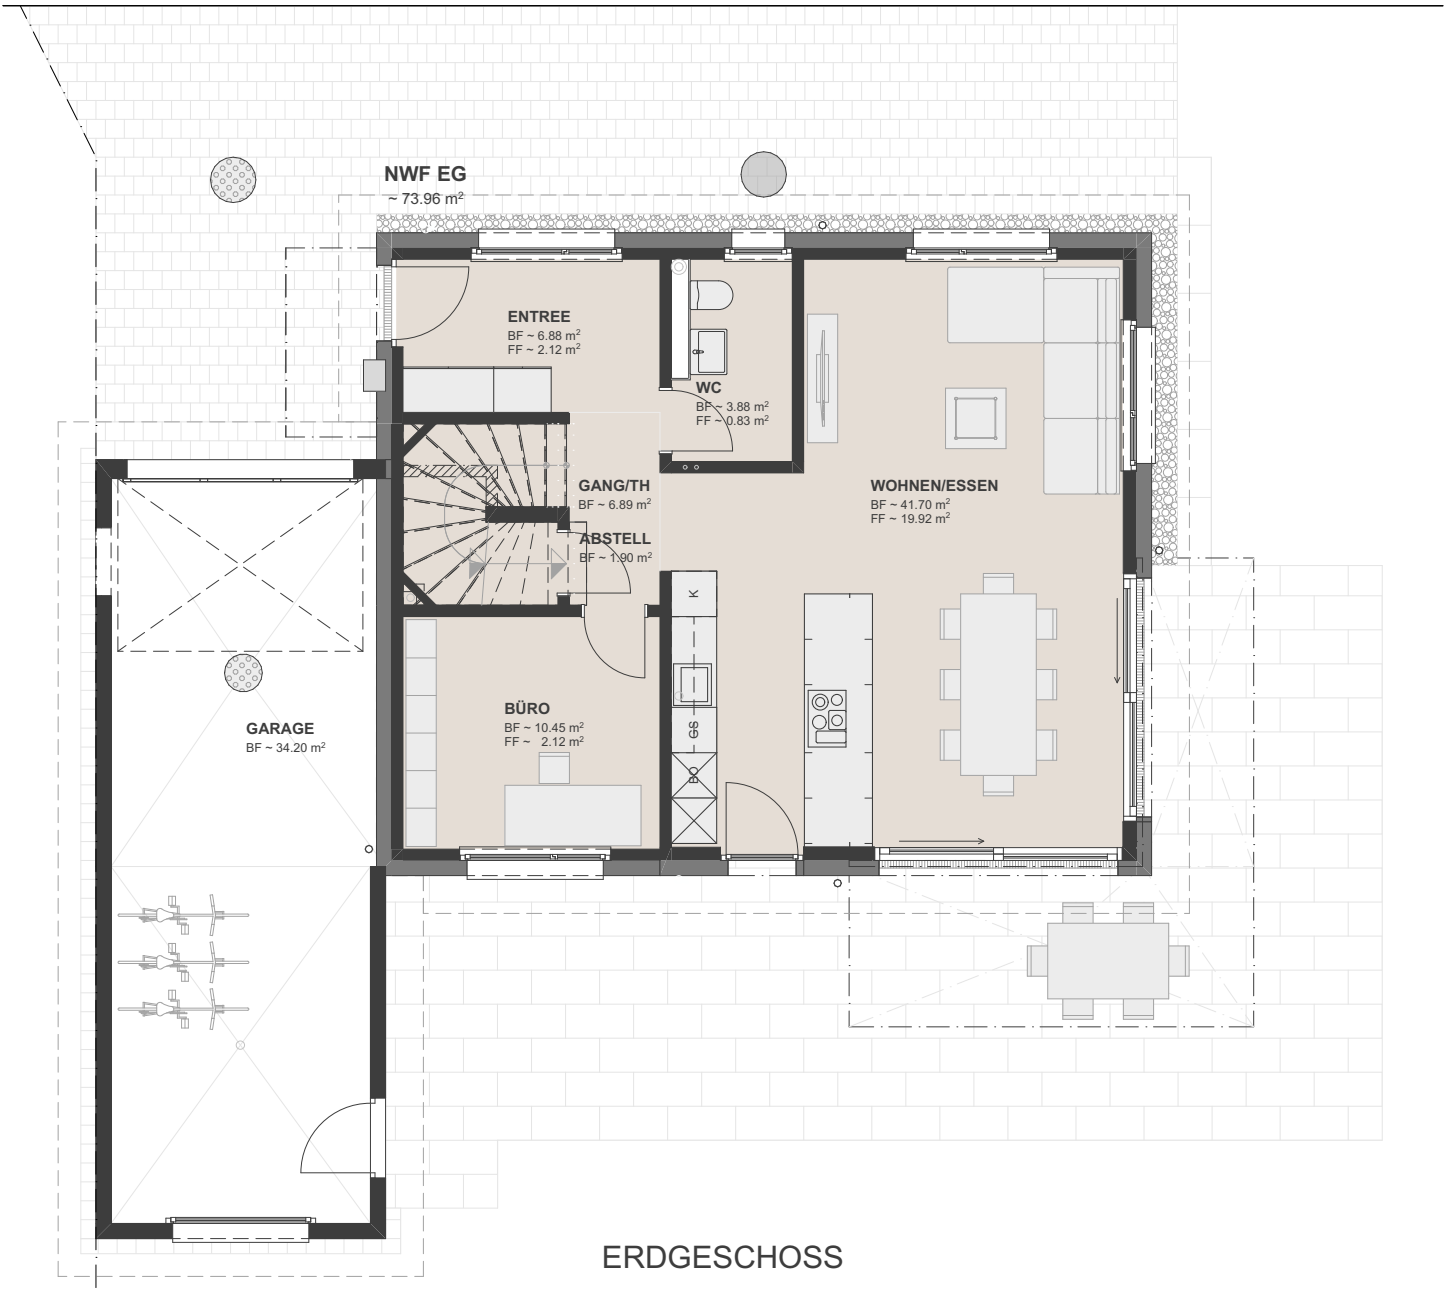 NWF EG
~ 73.96 m²
ENTREE
BF ~ 6.88 m²
FF ~ 2.12 m²
WC
BF ~ 3.88 m²
FF ~ 0.83 m²
GANG/TH
BF ~ 6.89 m²
WOHNEN/ESSEN
BF ~ 41.70 m²
FF ~ 19.92 m²
ABSTELL
BF ~ 1.90 m²
K
GS
BO
BÜRO
BF ~ 10.45 m²
FF ~ 2.12 m²
GARAGE
BF ~ 34.20 m²
ERDGESCHOSS